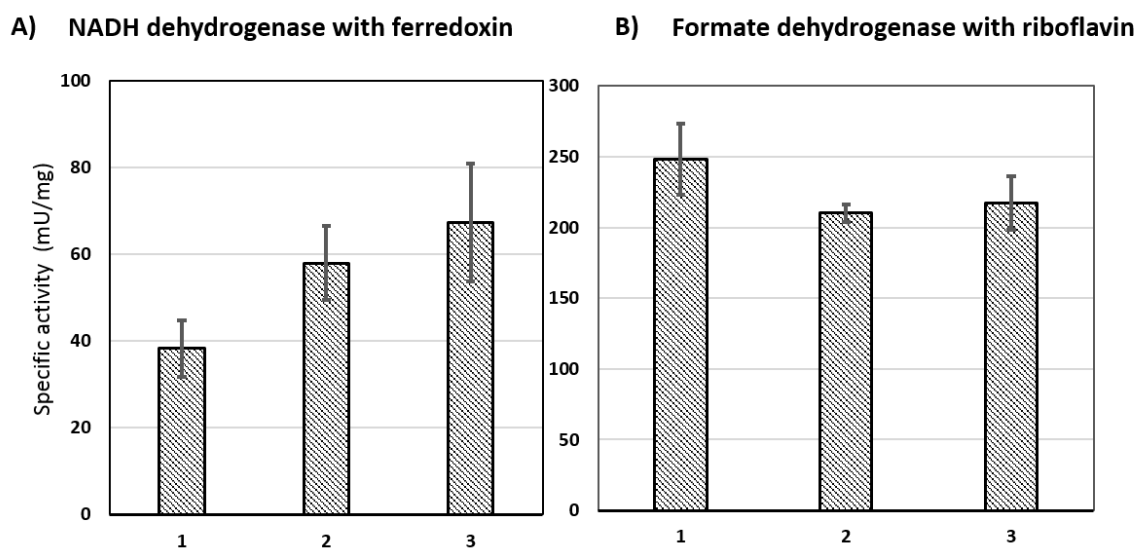 A) NADH dehydrogenase with ferredoxin
B) Formate dehydrogenase with riboflavin
Specific activity (mU/mg)
100
80
60
40
20
0
1 2 3
300
250
200
150
100
50
0
1 2 3